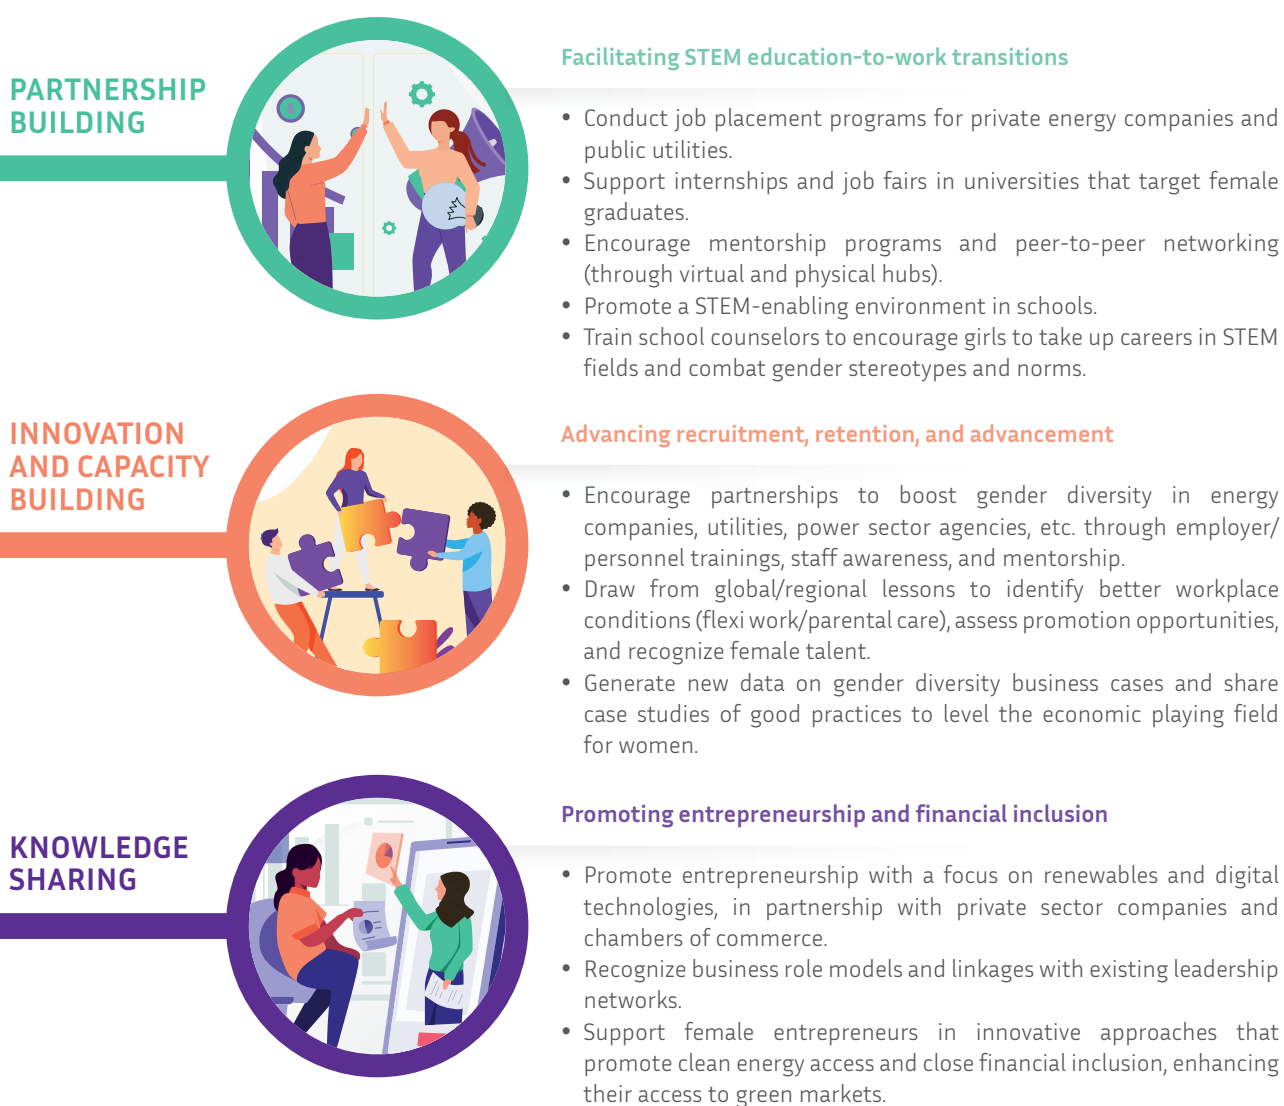 PARTNERSHIP
BUILDING
Facilitating STEM education-to-work transitions
• Conduct job placement programs for private energy companies and
public utilities.
• Support internships and job fairs in universities that target female
graduates.
• Encourage mentorship programs and peer-to-peer networking
(through virtual and physical hubs).
• Promote a STEM-enabling environment in schools.
• Train school counselors to encourage girls to take up careers in STEM
fields and combat gender stereotypes and norms.
INNOVATION
AND CAPACITY
BUILDING
Advancing recruitment, retention, and advancement
• Encourage partnerships to boost gender diversity in energy
companies, utilities, power sector agencies, etc. through employer/
personnel trainings, staff awareness, and mentorship.
• Draw from global/regional lessons to identify better workplace
conditions (flexi work/parental care), assess promotion opportunities,
and recognize female talent.
• Generate new data on gender diversity business cases and share
case studies of good practices to level the economic playing field
for women.
KNOWLEDGE
SHARING
Promoting entrepreneurship and financial inclusion
• Promote entrepreneurship with a focus on renewables and digital
technologies, in partnership with private sector companies and
chambers of commerce.
• Recognize business role models and linkages with existing leadership
networks.
• Support female entrepreneurs in innovative approaches that
promote clean energy access and close financial inclusion, enhancing
their access to green markets.